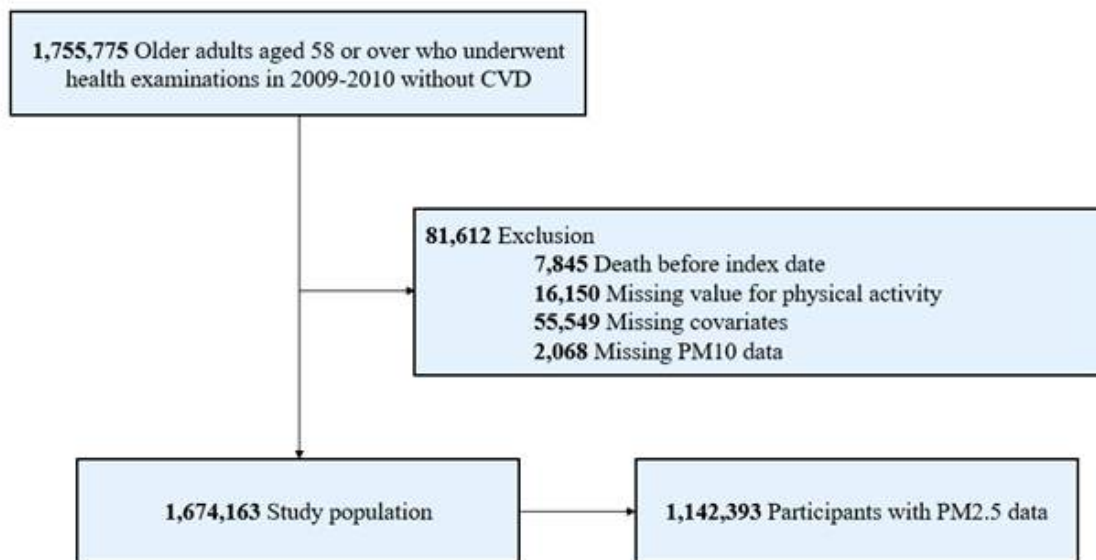 1,755,775 Older adults aged 58 or over who underwent
health examinations in 2009-2010 without CVD
81,612 Exclusion
7,845 Death before index date
16,150 Missing value for physical activity
55,549 Missing covariates
2,068 Missing PM10 data
1,674,163 Study population
1,142,393 Participants with PM2.5 data